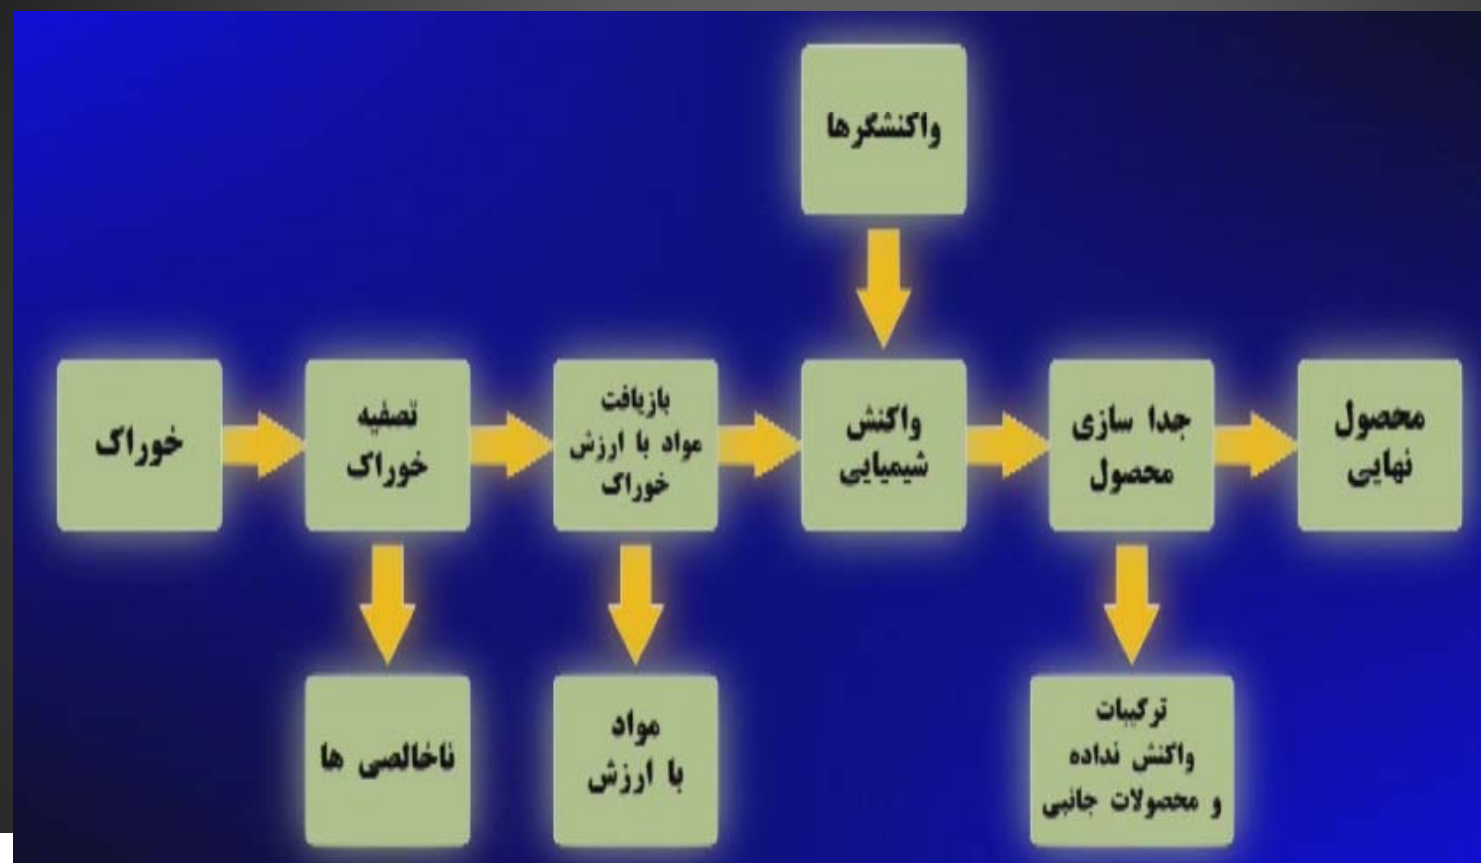 واکنشگرها
خوراک
تصفیه
خوراک
بازیافت
مواد با ارزش
خوراک
واکنش
شیمیایی
جدا سازی
محصول
محصول
نهایی
ناخالصی ها
مواد
با ارزش
ترکیبات
واکنش نداده
و محصولات جانبی